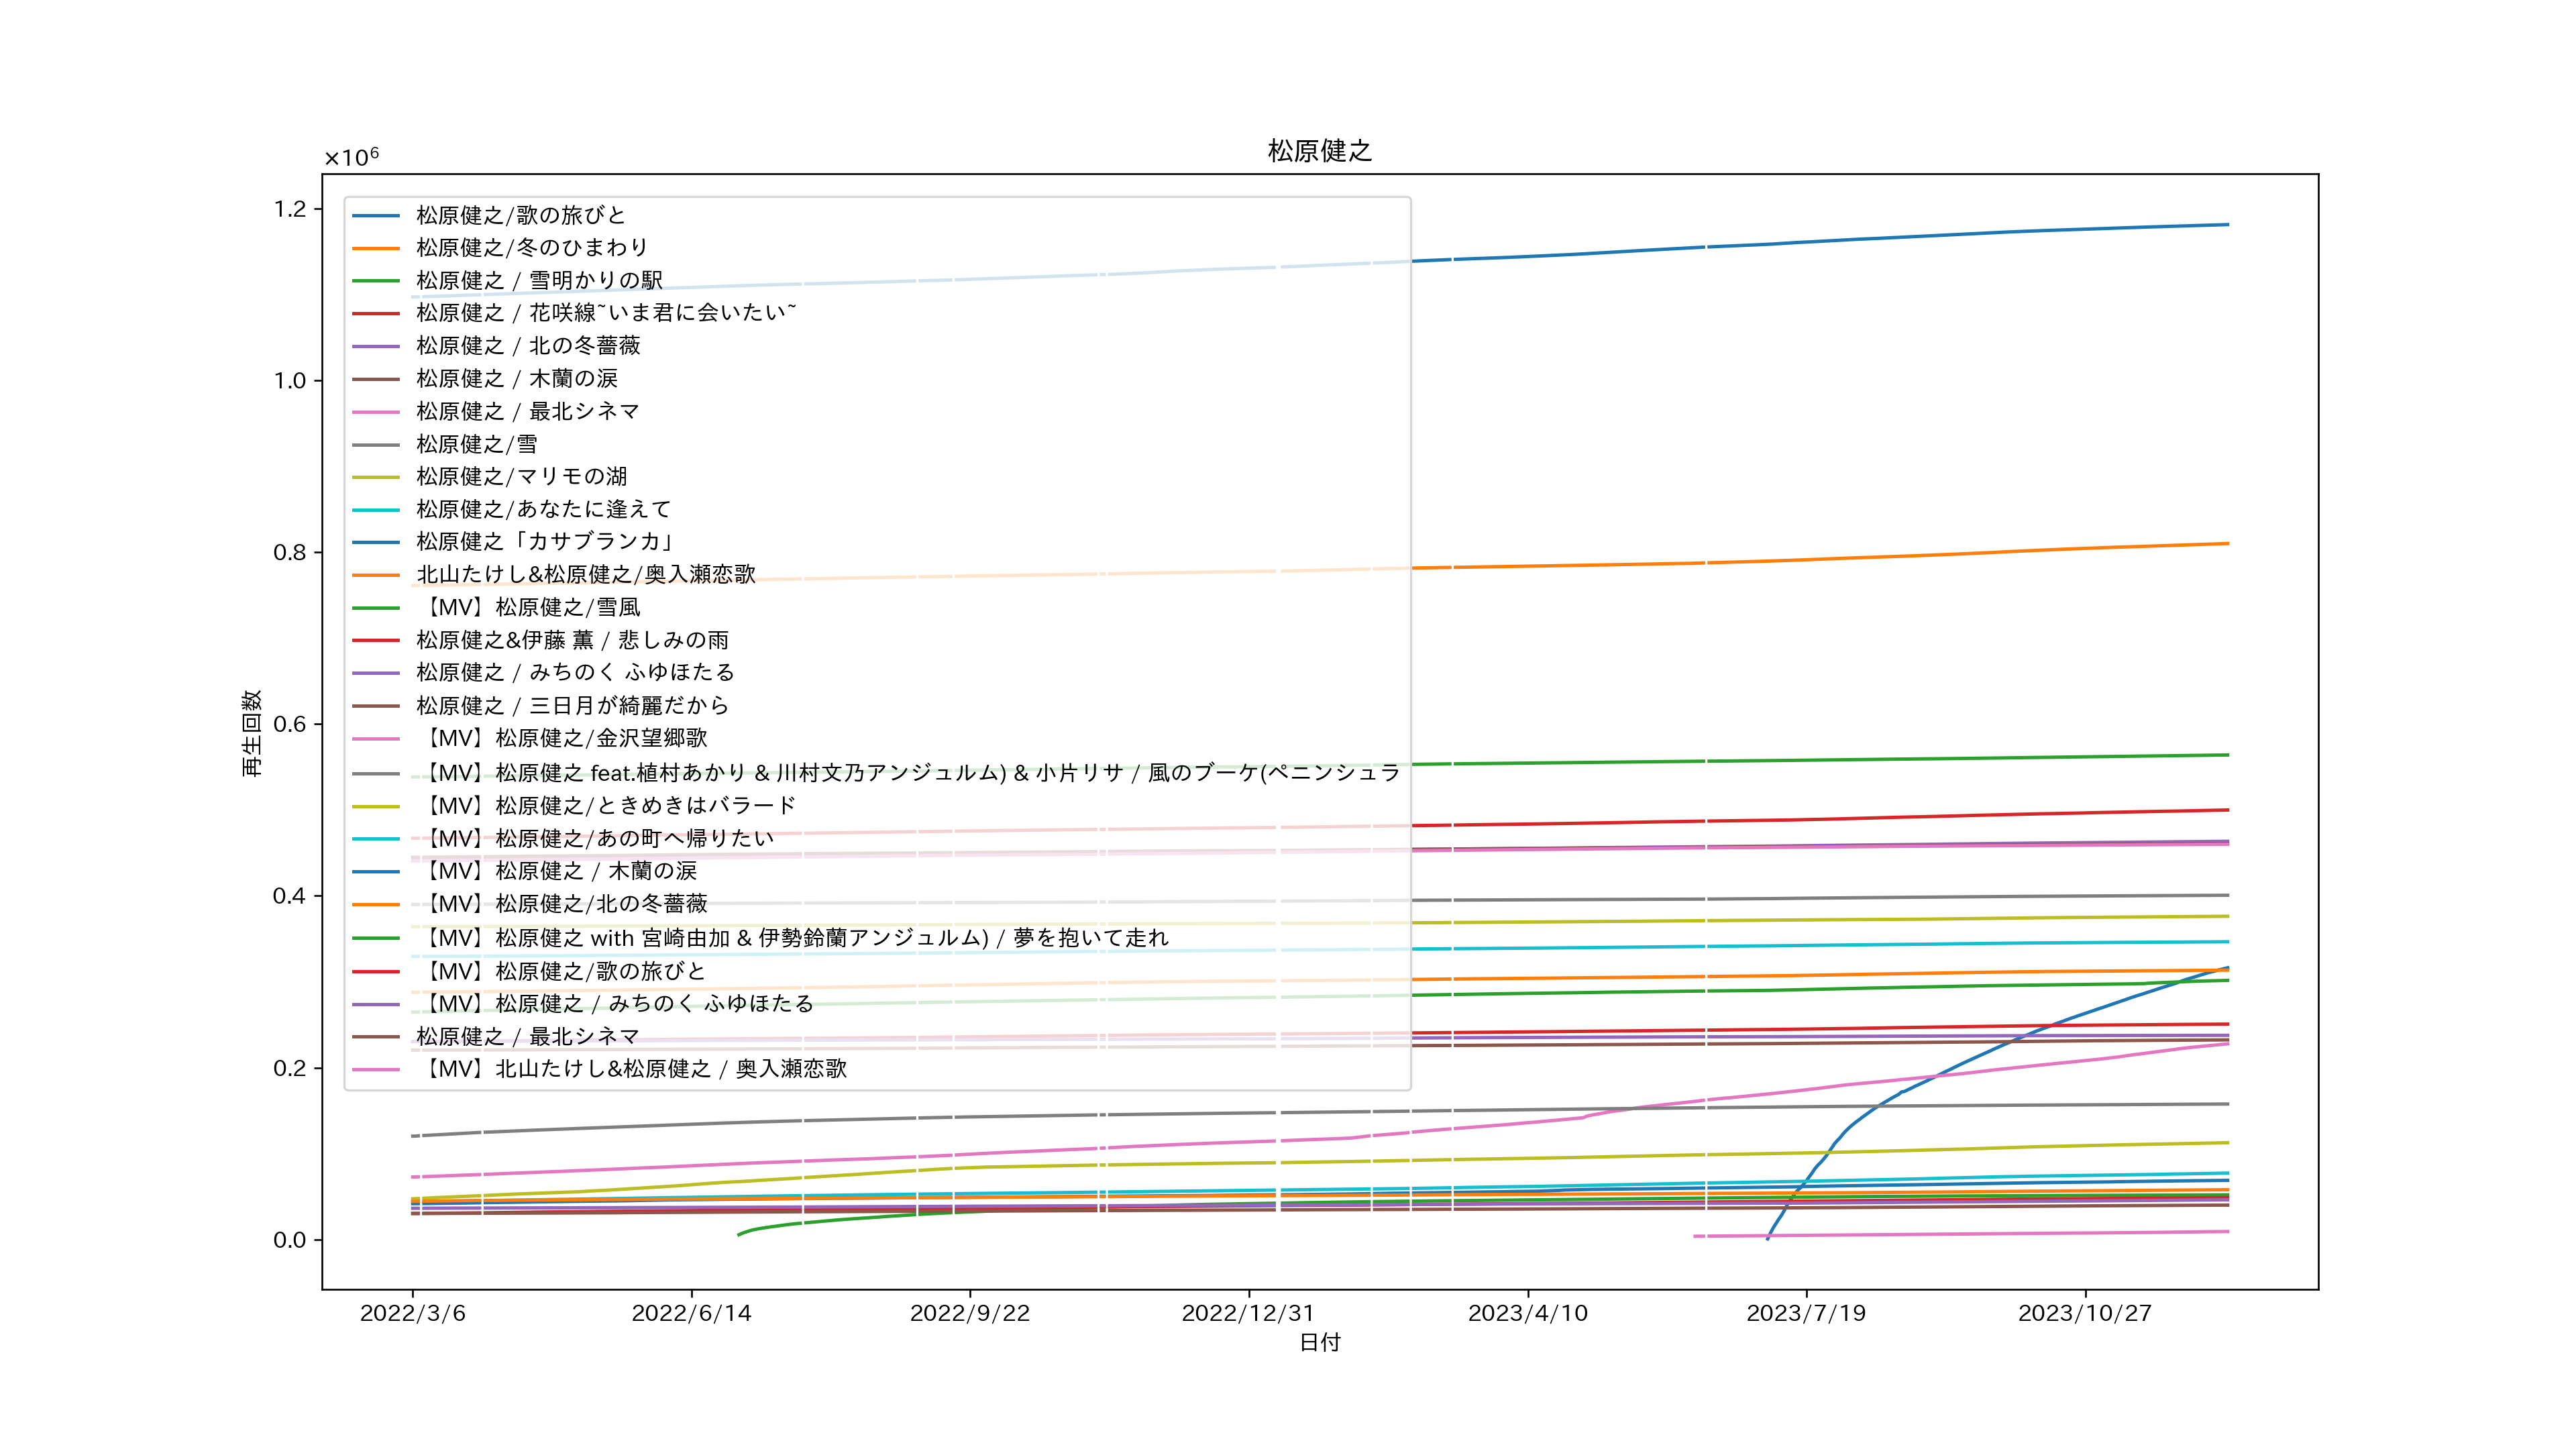 松原健之
×10⁶
1.2
1.0
0.8
0.6
0.4
0.2
0.0
再生回数
松原健之/歌の旅びと
松原健之/冬のひまわり
松原健之 / 雪明かりの駅
松原健之 / 花咲線~いま君に会いたい~
松原健之 / 北の冬薔薇
松原健之 / 木蘭の涙
松原健之 / 最北シネマ
松原健之/雪
松原健之/マリモの湖
松原健之/あなたに逢えて
松原健之「カサブランカ」
北山たけし&松原健之/奥入瀬恋歌
【MV】松原健之/雪風
松原健之&伊藤 薫 / 悲しみの雨
松原健之 / みちのく ふゆほたる
松原健之 / 三日月が綺麗だから
【MV】松原健之/金沢望郷歌
【MV】松原健之 feat.植村あかり & 川村文乃アンジュルム) & 小片リサ / 風のブーケ(ペニンシュラ
【MV】松原健之/ときめきはバラード
【MV】松原健之/あの町へ帰りたい
【MV】松原健之 / 木蘭の涙
【MV】松原健之/北の冬薔薇
【MV】松原健之 with 宮崎由加 & 伊勢鈴蘭アンジュルム) / 夢を抱いて走れ
【MV】松原健之/歌の旅びと
【MV】松原健之 / みちのく ふゆほたる
松原健之 / 最北シネマ
【MV】北山たけし&松原健之 / 奥入瀬恋歌
2022/3/6 2022/6/14 2022/9/22 2022/12/31 2023/4/10 2023/7/19 2023/10/27
日付